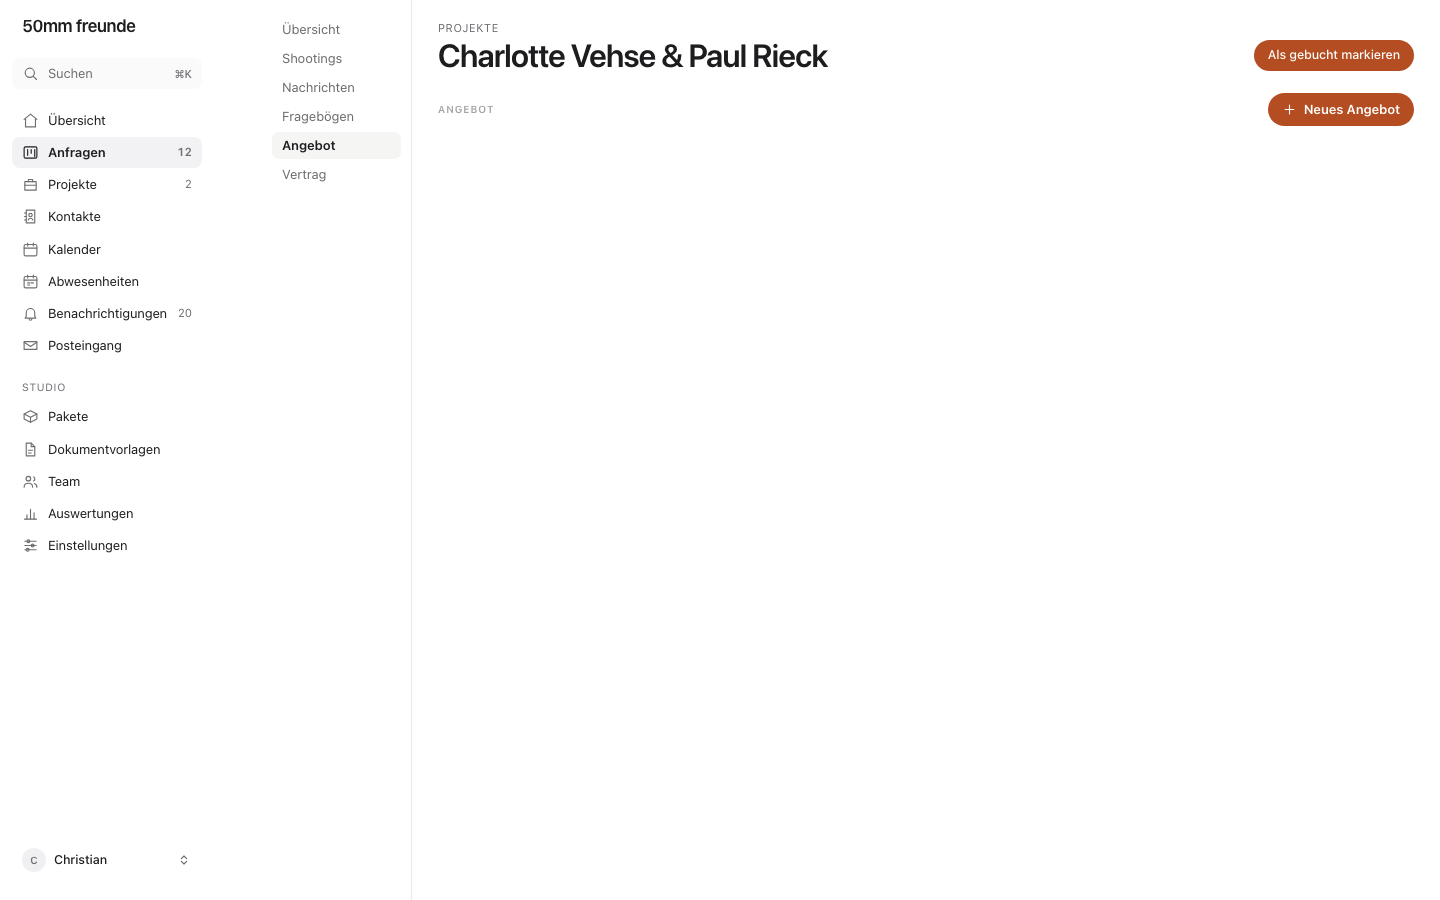 50mm freunde
Suchen ⌘K
Übersicht
Anfragen 12
Projekte 2
Kontakte
Kalender
Abwesenheiten
Benachrichtigungen 20
Posteingang
STUDIO
Pakete
Dokumentvorlagen
Team
Auswertungen
Einstellungen
C Christian
Übersicht
Shootings
Nachrichten
Fragebögen
Angebot
Vertrag
PROJEKTE
Charlotte Vehse & Paul Rieck
Als gebucht markieren
ANGEBOT
Neues Angebot